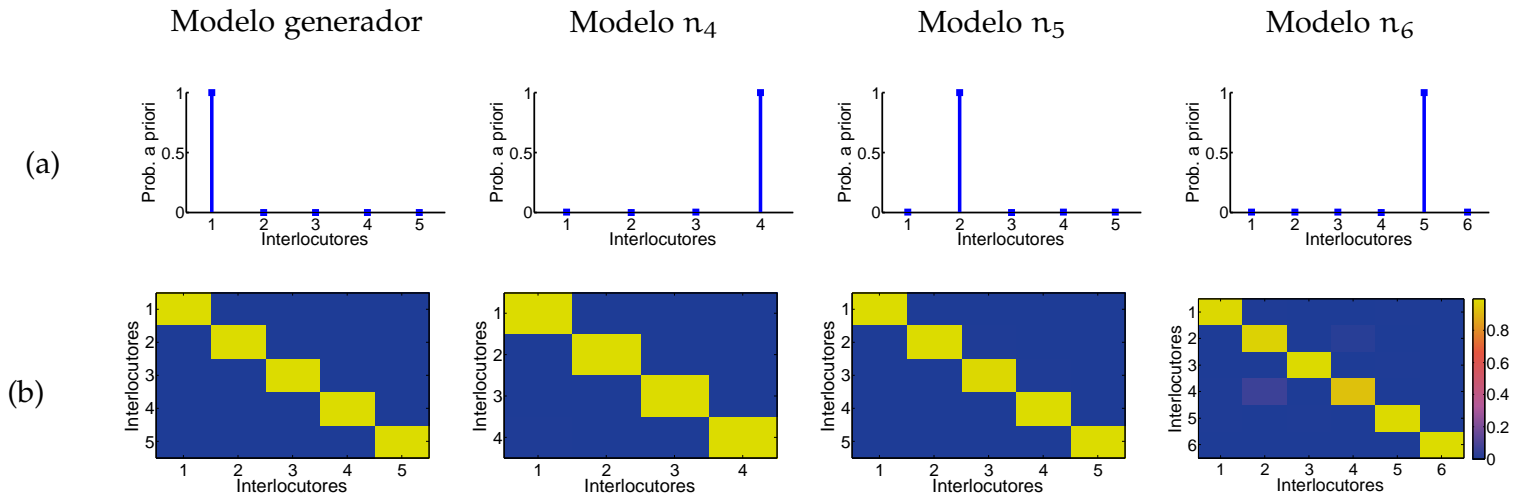 Modelo generador
Modelo n4
Modelo n5
Modelo n6
(a)
Prob. a priori
1
0.5
0
1 2 3 4 5
Interlocutores
Prob. a priori
1
0.5
0
1 2 3 4
Interlocutores
Prob. a priori
1
0.5
0
1 2 3 4 5
Interlocutores
Prob. a priori
1
0.5
0
1 2 3 4 5 6
Interlocutores
(b)
Interlocutores
1
2
3
4
5
1 2 3 4 5
Interlocutores
Interlocutores
1
2
3
4
1 2 3 4
Interlocutores
Interlocutores
1
2
3
4
5
1 2 3 4 5
Interlocutores
Interlocutores
1
2
3
4
5
6
1 2 3 4 5 6
Interlocutores
0.8
0.6
0.4
0.2
0